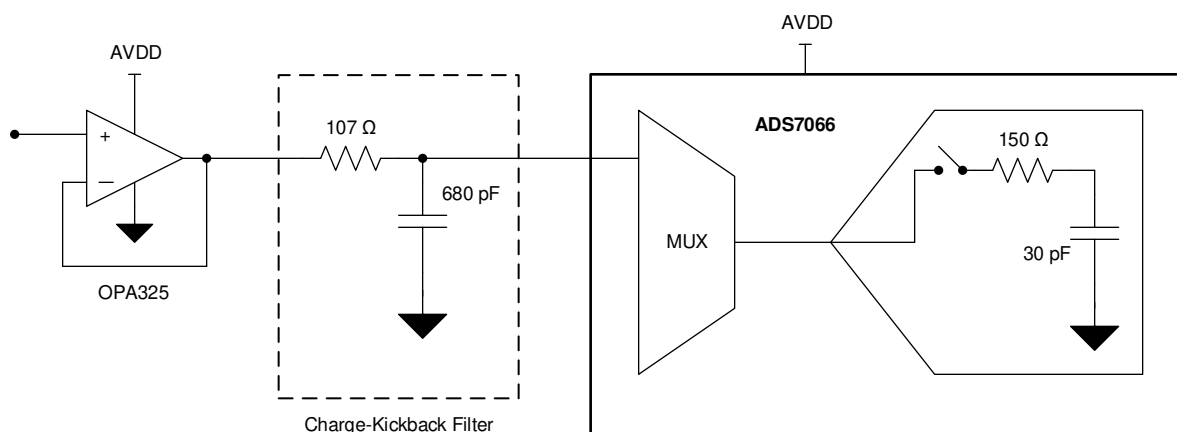 AVDD
AVDD
107 Ω
ADS7066
150 Ω
+
−
680 pF
MUX
30 pF
OPA325
Charge-Kickback Filter